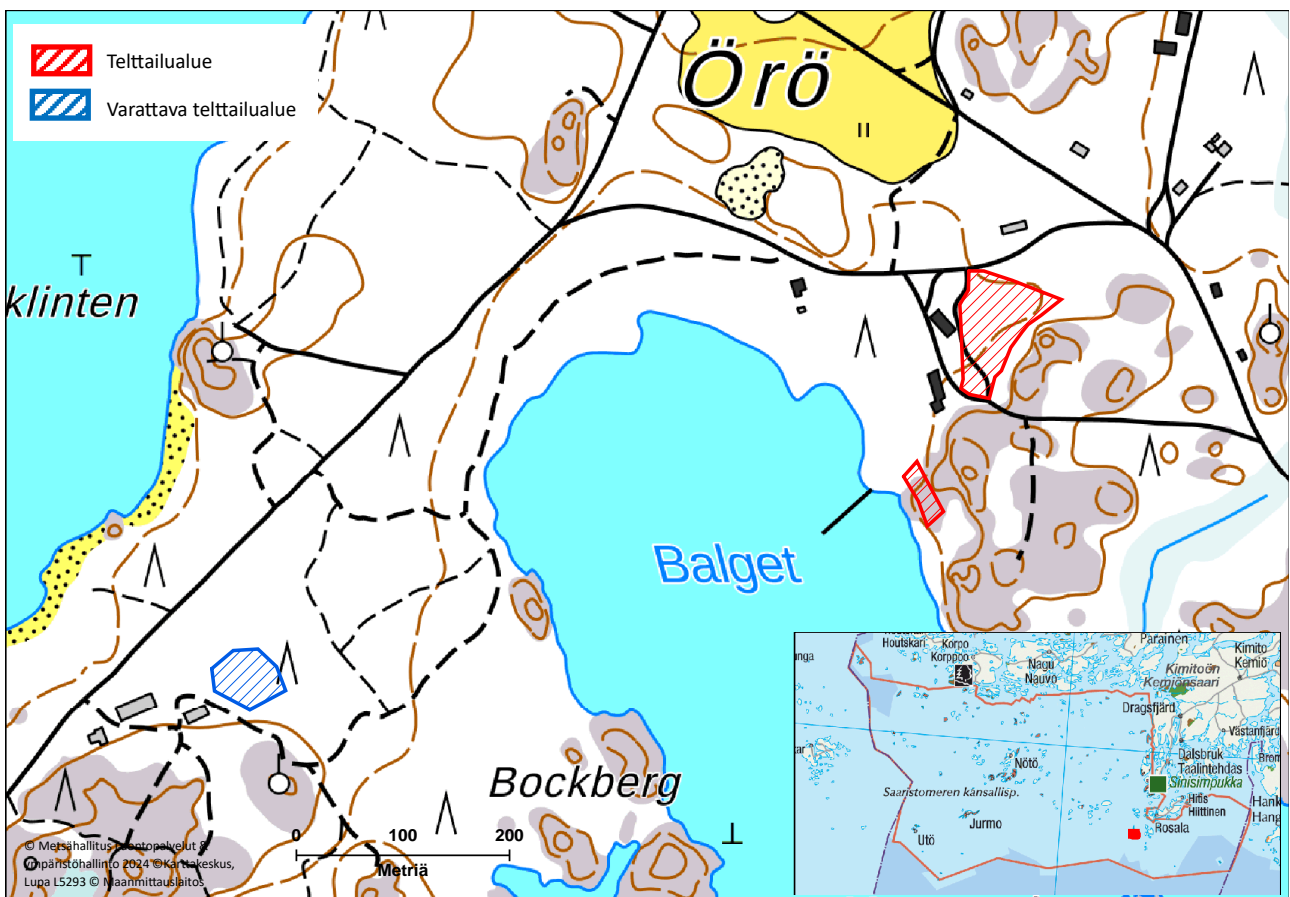 Telttailualue
Varattava telttailualue
Örö
klinten
Balget
Bockberg
0 100 200
Metriä
© Metsähallitus Luontopalvelut &
Ympäristöhallinto 2024 © Karttakeskus,
Lupa L5293 © Maanmittauslaitos
Houtskari
Korpo
Korppoo
Nagu
Nauvo
Parainen
Kimito
Kemiö
Kimitoön
Kemiönsaari
Dragsfjärd
Västanfjärd
Dalsbruk
Taalintehdas
Sinisimpukka
Hitis
Hiittinen
Rosala
Nötö
Saaristomeren kansallisp.
Jurmo
Utö
Hank
Hang
Brom